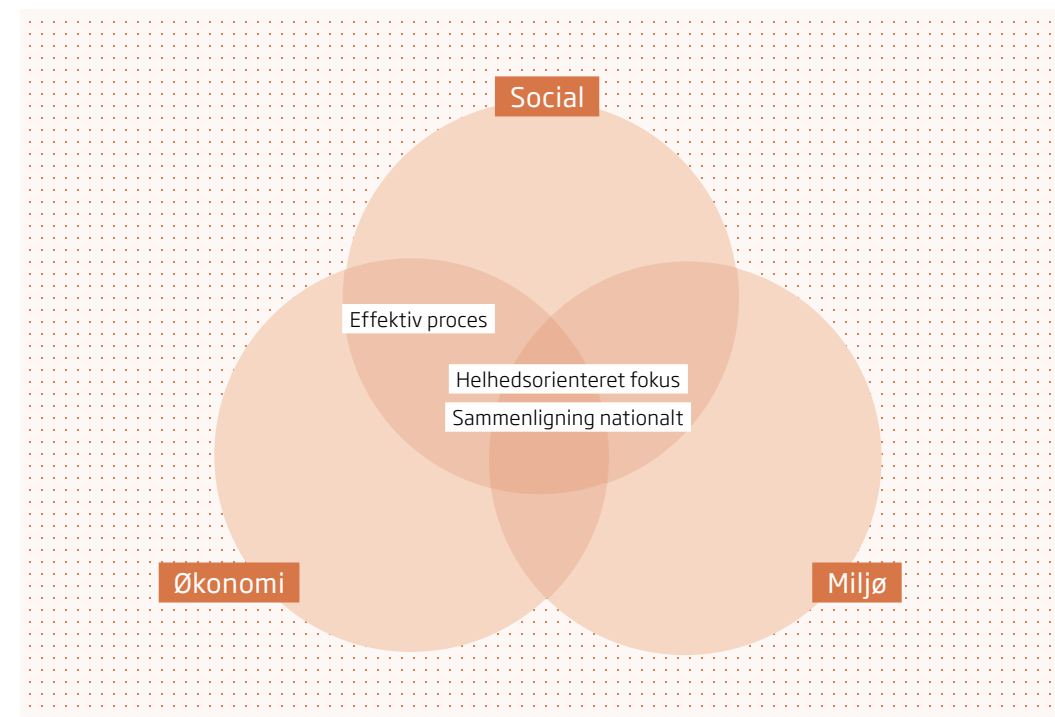 Social
Effektiv proces
Helhedsorienteret fokus
Sammenligning nationalt
Økonomi
Miljø